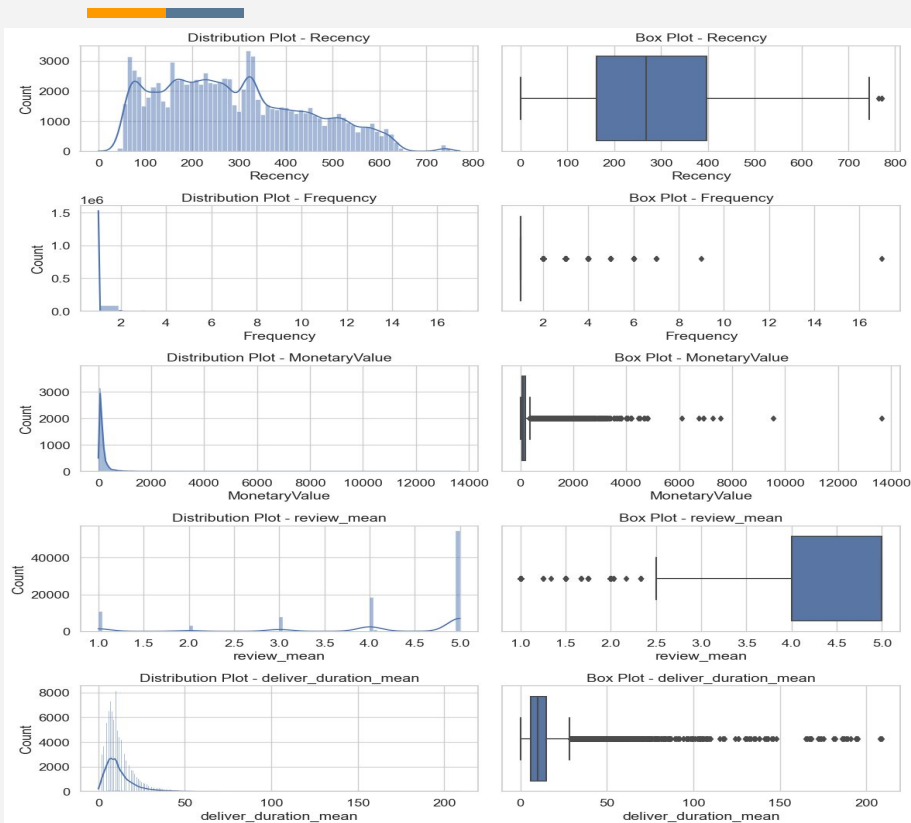 Distribution Plot - Recency
Box Plot - Recency
Count
3000
2000
1000
0
0 100 200 300 400 500 600 700 800
Recency
0 100 200 300 400 500 600 700 800
Recency
Distribution Plot - Frequency
Box Plot - Frequency
1e6
Count
1.5
1.0
0.5
0.0
2 4 6 8 10 12 14 16
Frequency
2 4 6 8 10 12 14 16
Frequency
Distribution Plot - MonetaryValue
Box Plot - MonetaryValue
Count
3000
2000
1000
0
0 2000 4000 6000 8000 10000 12000 14000
MonetaryValue
0 2000 4000 6000 8000 10000 12000 14000
MonetaryValue
Distribution Plot - review_mean
Box Plot - review_mean
Count
40000
20000
0
1.0 1.5 2.0 2.5 3.0 3.5 4.0 4.5 5.0
review_mean
1.0 1.5 2.0 2.5 3.0 3.5 4.0 4.5 5.0
review_mean
Distribution Plot - deliver_duration_mean
Box Plot - deliver_duration_mean
Count
8000
6000
4000
2000
0
0 50 100 150 200
deliver_duration_mean
0 50 100 150 200
deliver_duration_mean